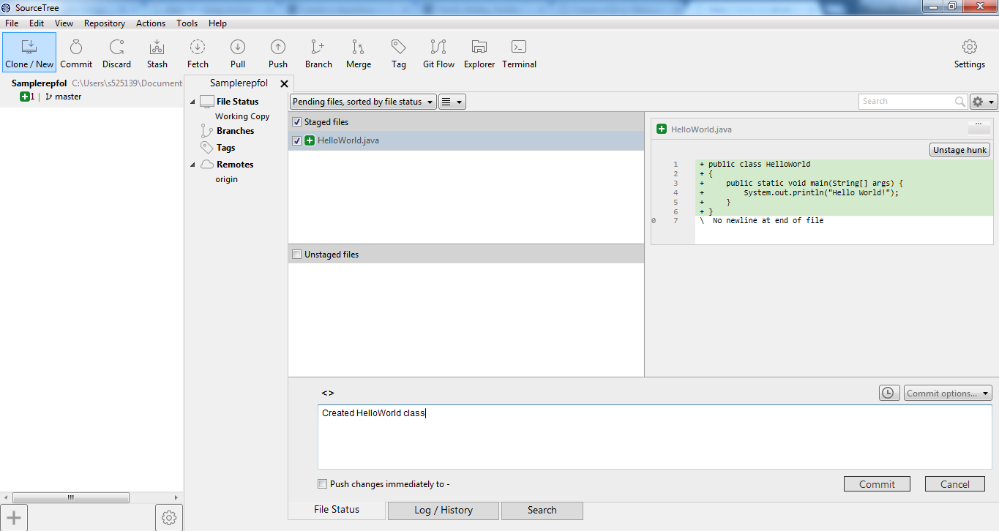 SourceTree
File Edit View Repository Actions Tools Help
Clone / New Commit Discard Stash Fetch Pull Push Branch Merge Tag Git Flow Explorer Terminal Settings
Samplerepfol C:\Users\s525139\Document
1 master
Samplerepfol
File Status
Working Copy
Branches
Tags
Remotes
origin
Pending files, sorted by file status
Search
Staged files
HelloWorld.java
Unstaged files
HelloWorld.java
Unstage hunk
1 + public class HelloWorld
2 + {
3 +     public static void main(String[] args) {
4 +         System.out.println("Hello World!");
5 +     }
6 + }
0 7 \ No newline at end of file
<>
Commit options...
Created HelloWorld class
Push changes immediately to -
Commit Cancel
File Status Log / History Search